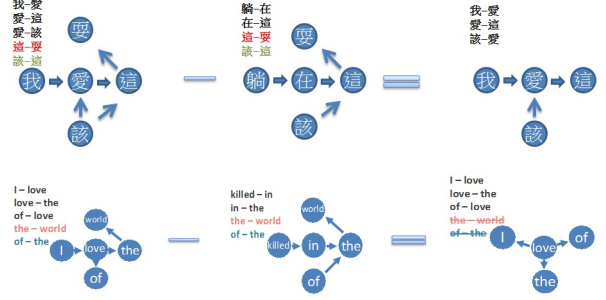 我–愛
愛–這
愛–該
這–耍
該–這
耍
我
愛
這
該
躺–在
在–這
這–耍
該–這
耍
躺
在
這
該
我–愛
愛–這
該–愛
我
愛
這
該
I – love
love – the
of – love
the – world
of – the
world
I
love
the
of
killed – in
in – the
the – world
of – the
world
killed
in
the
of
I – love
love – the
of – love
the – world
of – the
I
love
of
the